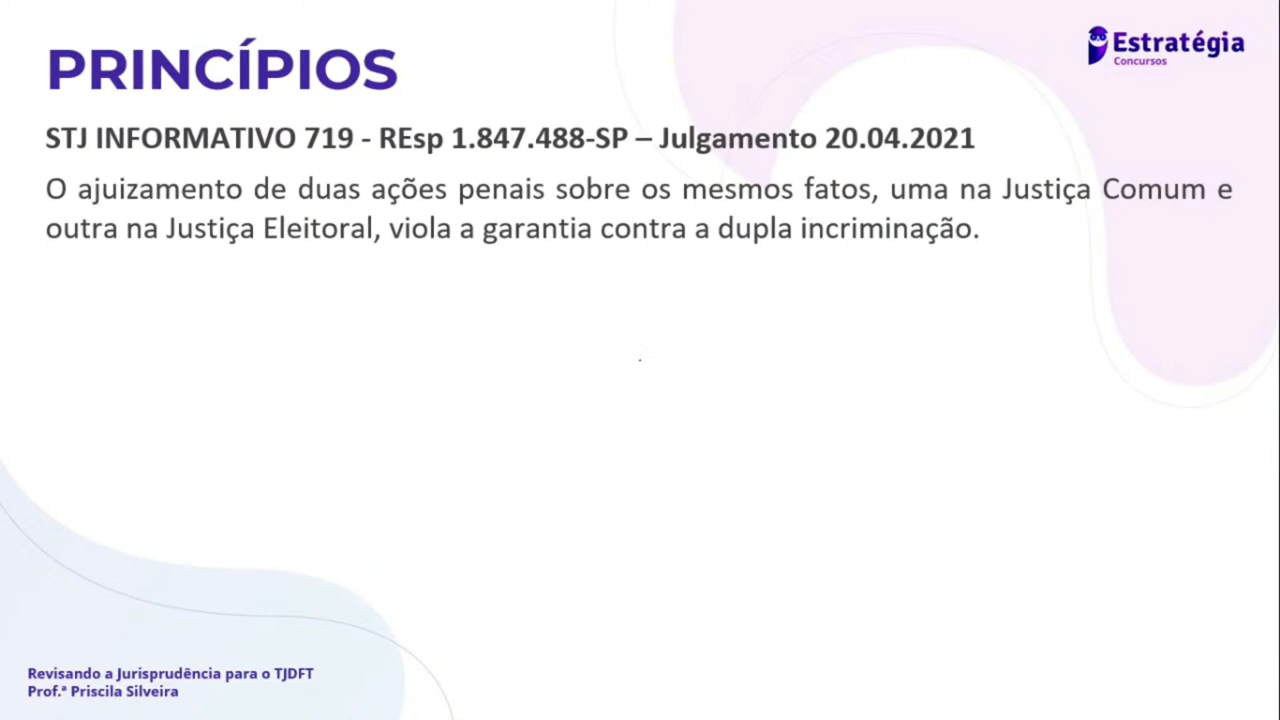 PRINCÍPIOS
Estratégia
Concursos
STJ INFORMATIVO 719 - REsp 1.847.488-SP – Julgamento 20.04.2021
O ajuizamento de duas ações penais sobre os mesmos fatos, uma na Justiça Comum e
outra na Justiça Eleitoral, viola a garantia contra a dupla incriminação.
Revisando a Jurisprudência para o TJDFT
Prof.ª Priscila Silveira